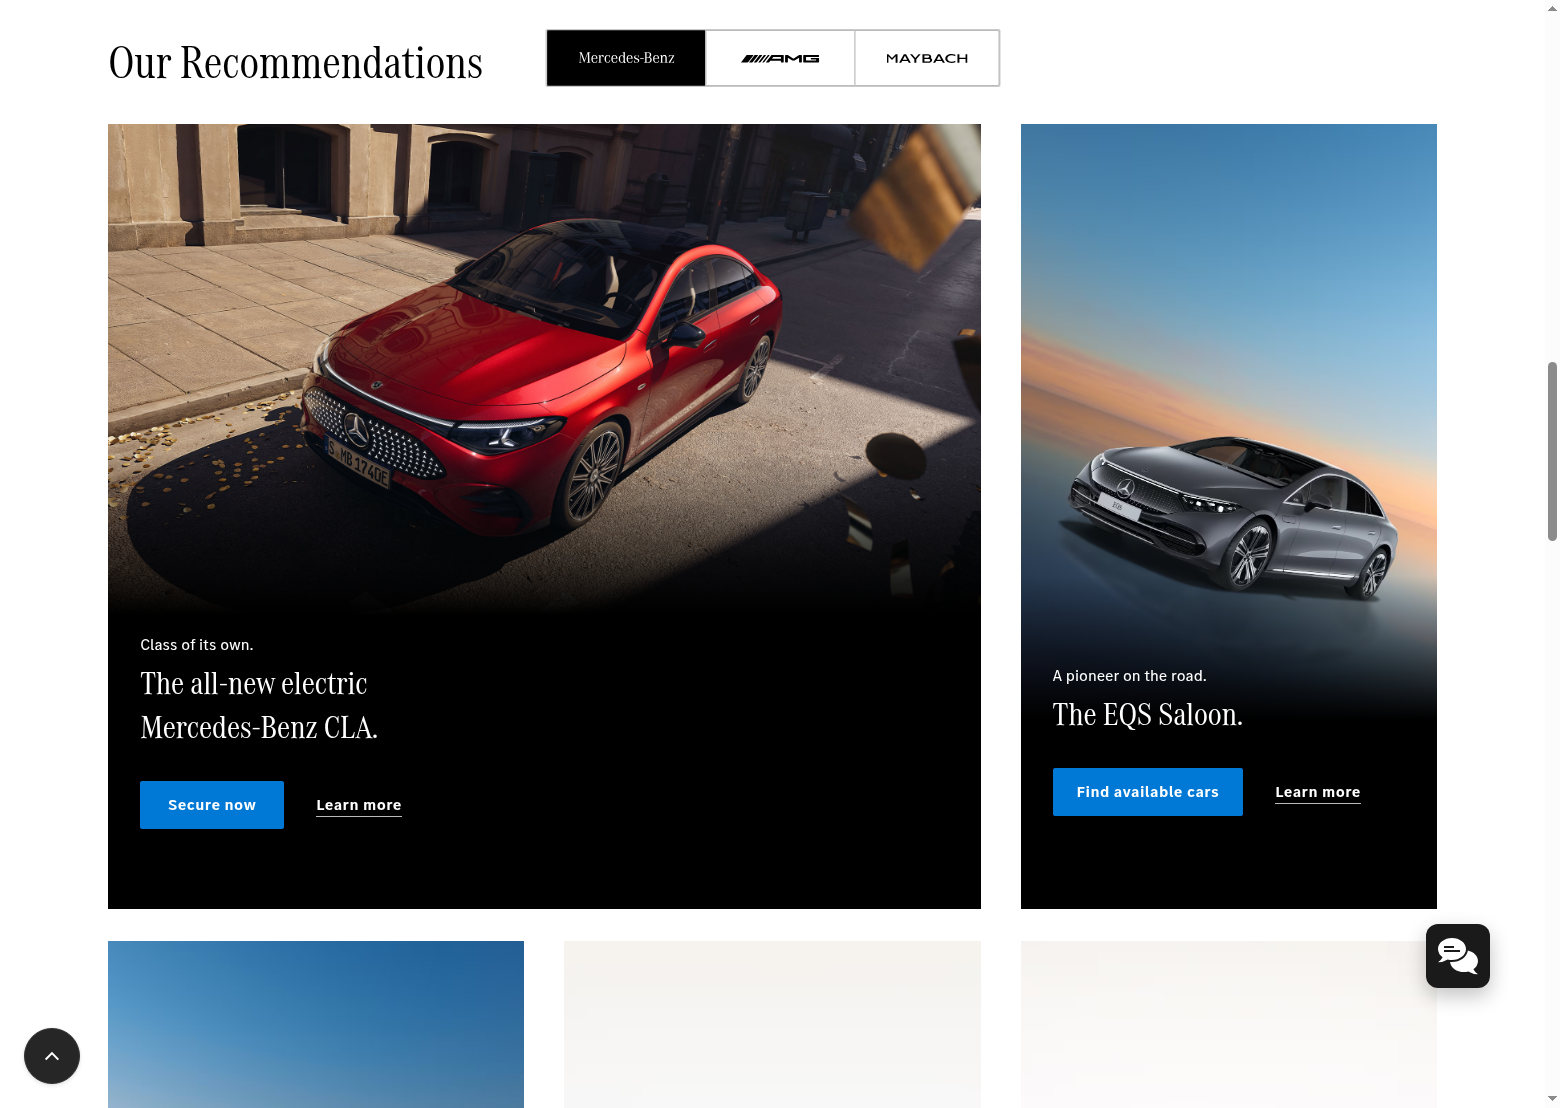 Our Recommendations
Mercedes-Benz
AMG
MAYBACH
S MB 1740E
EQS
Class of its own.
The all-new electric
Mercedes-Benz CLA.
Secure now
Learn more
A pioneer on the road.
The EQS Saloon.
Find available cars
Learn more